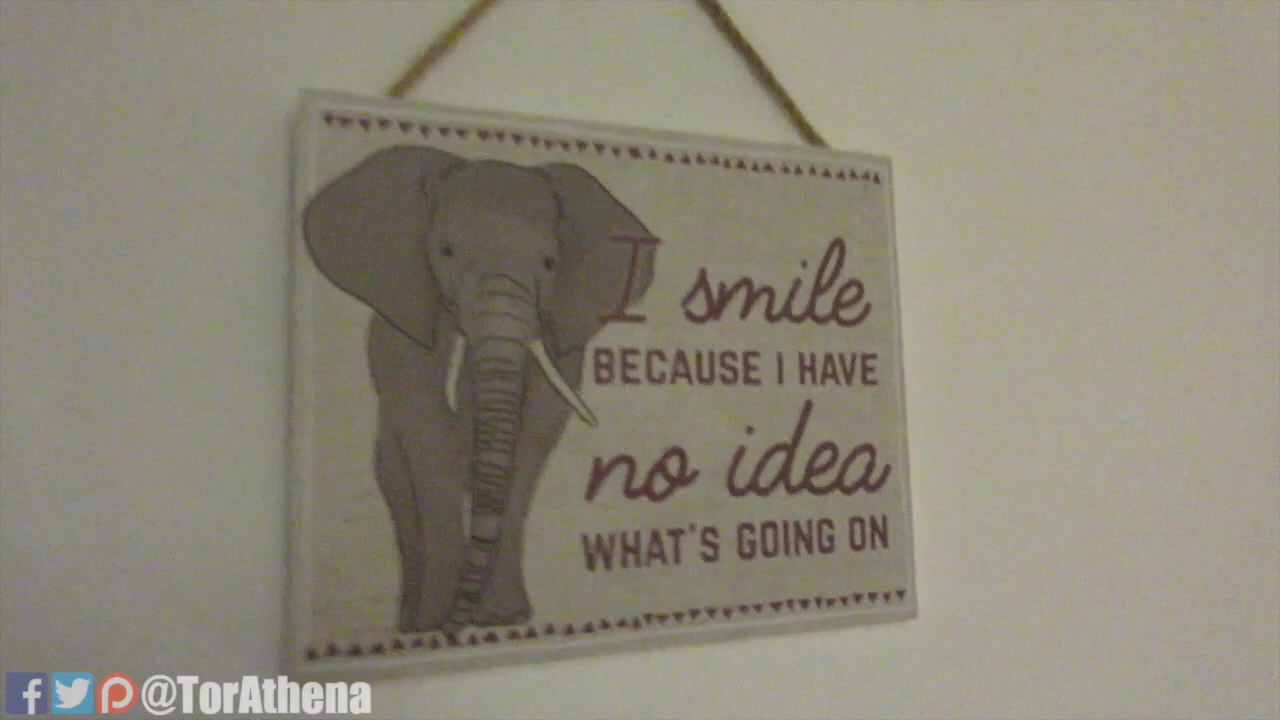 I smile
BECAUSE I HAVE
no idea
WHAT'S GOING ON
@TorAthena